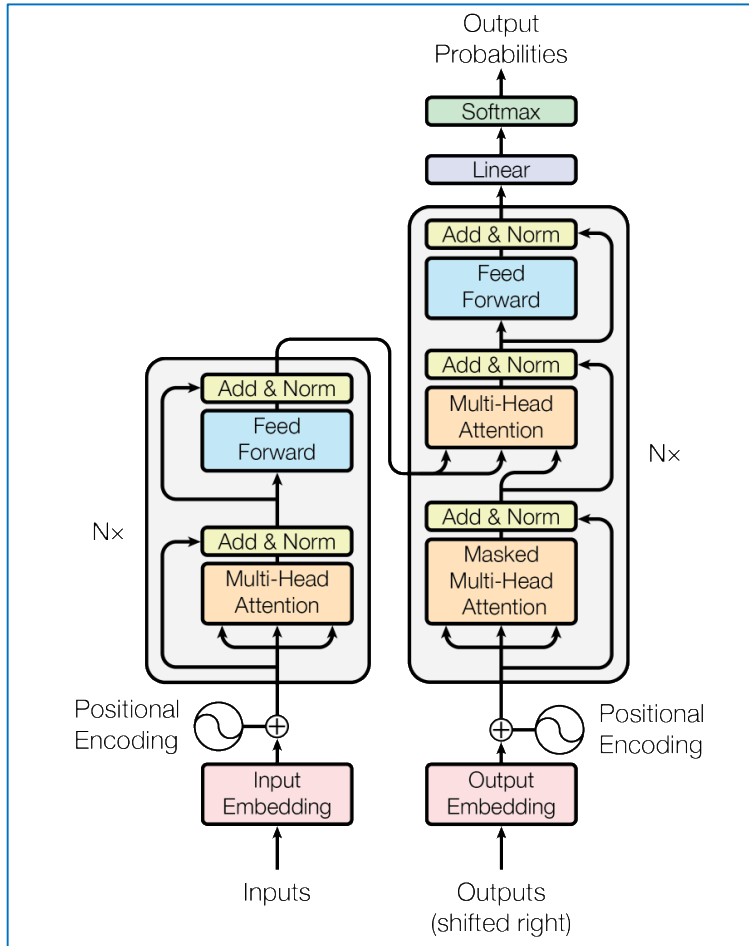 Output
Probabilities
Softmax
Linear
Add & Norm
Feed
Forward
Add & Norm
Multi-Head
Attention
Add & Norm
Masked
Multi-Head
Attention
Nx
Add & Norm
Feed
Forward
Add & Norm
Multi-Head
Attention
Nx
Positional
Encoding
Positional
Encoding
Input
Embedding
Output
Embedding
Inputs
Outputs
(shifted right)